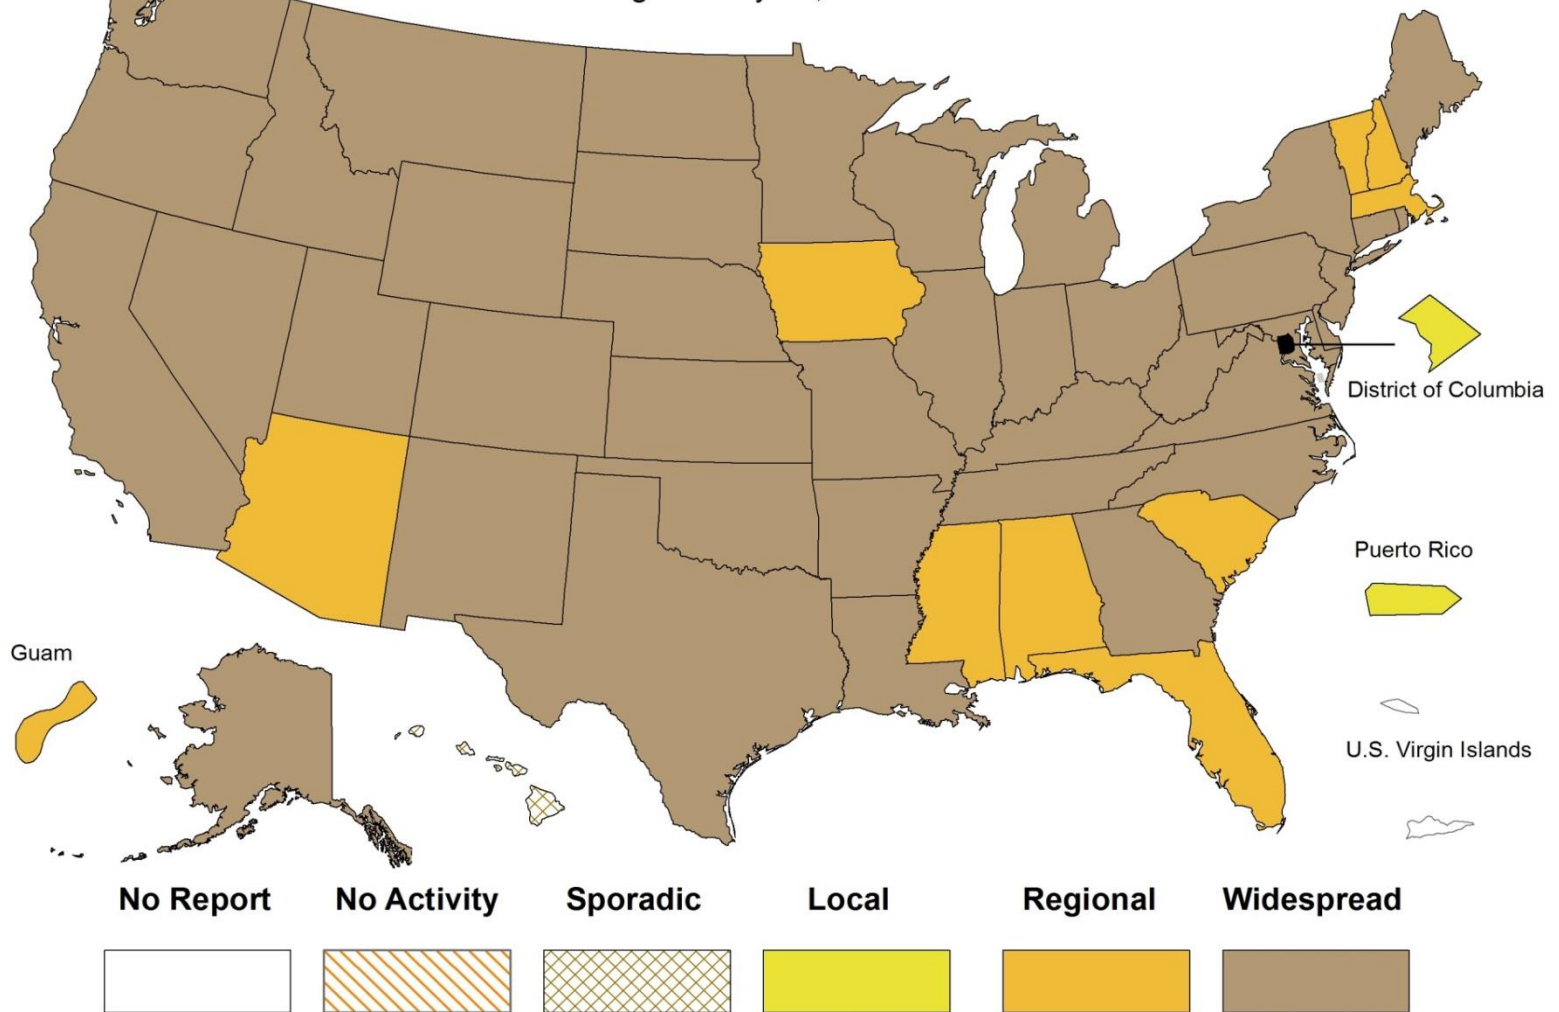 District of Columbia
Puerto Rico
Guam
U.S. Virgin Islands
No Report No Activity Sporadic Local Regional Widespread